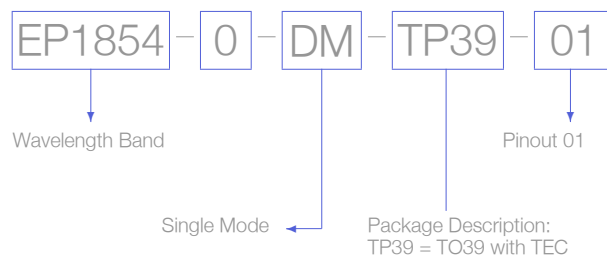 EP1854 – 0 – DM – TP39 – 01
Wavelength Band
Pinout 01
Single Mode
Package Description:
TP39 = TO39 with TEC